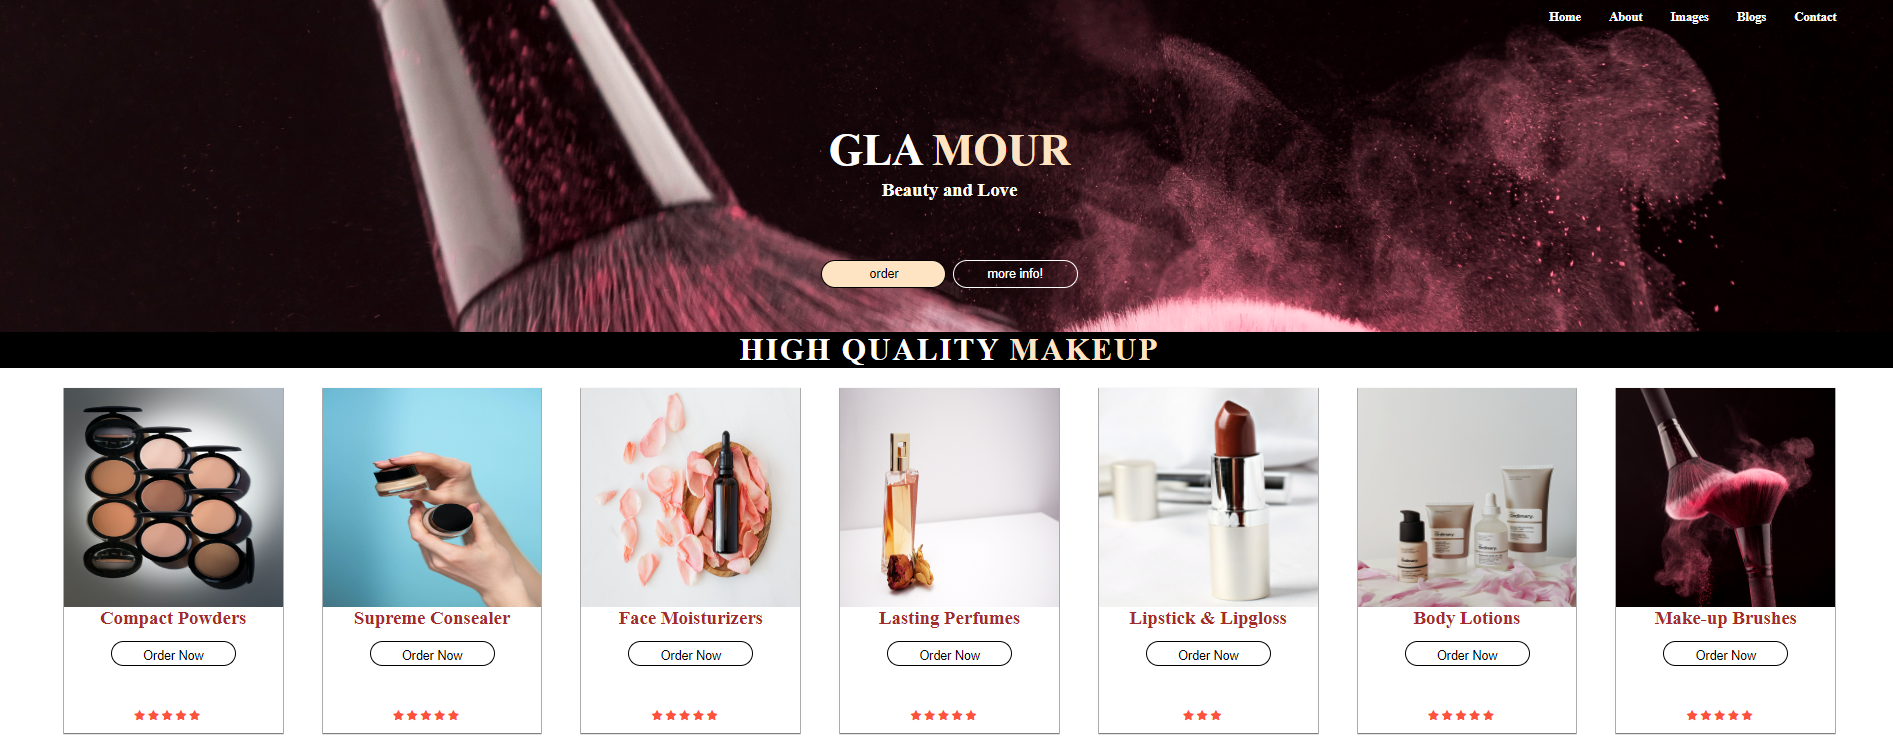 Home About Images Blogs Contact
GLA MOUR
Beauty and Love
order more info!
HIGH QUALITY MAKEUP
Compact Powders Supreme Consealer Face Moisturizers Lasting Perfumes Lipstick & Lipgloss Body Lotions Make-up Brushes
Order Now Order Now Order Now Order Now Order Now Order Now Order Now